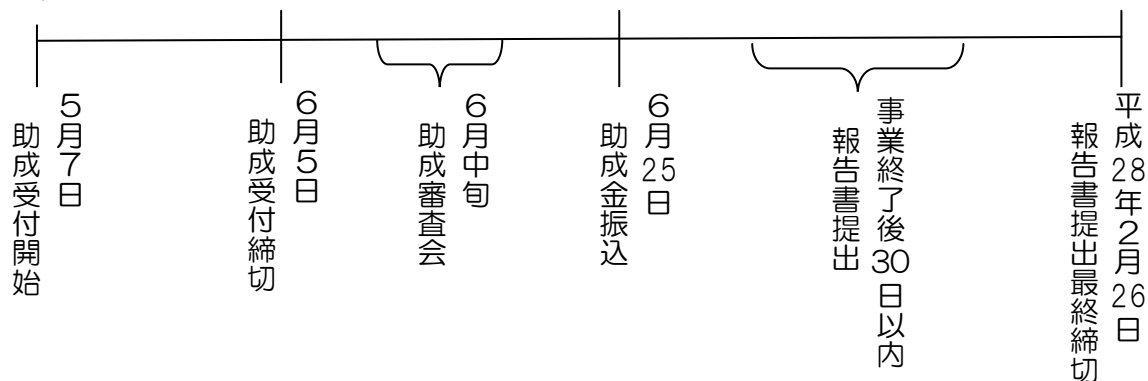 5月7日
助成受付開始
6月5日
助成受付締切
6月中旬
助成審査会
6月25日
助成金振込
事業終了後30日以内
報告書提出
平成28年2月26日
報告書提出最終締切